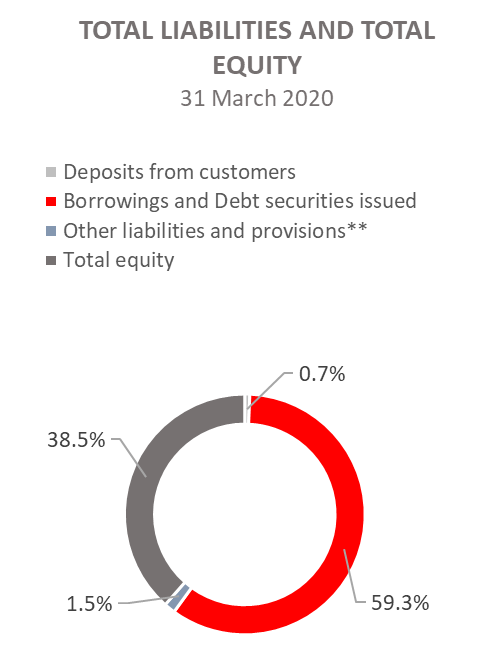 TOTAL LIABILITIES AND TOTAL
EQUITY
31 March 2020
Deposits from customers
Borrowings and Debt securities issued
Other liabilities and provisions**
Total equity
0.7%
38.5%
1.5%
59.3%